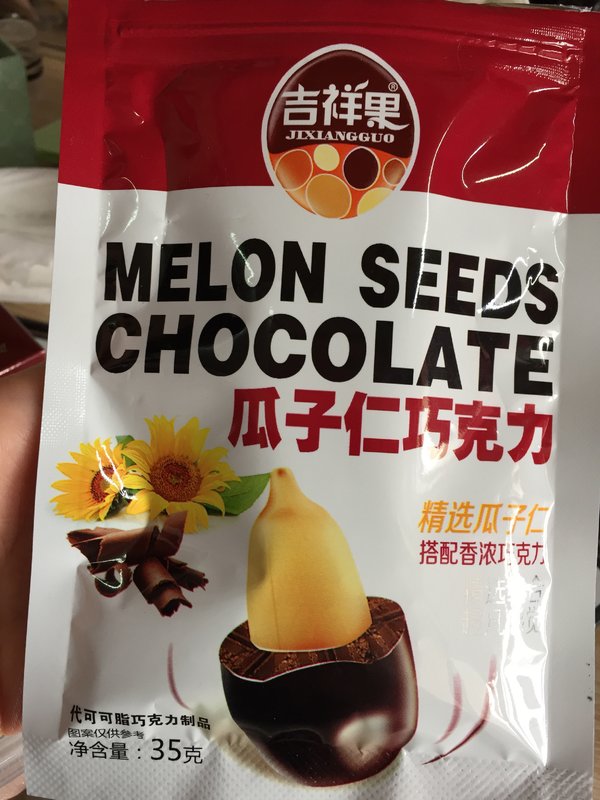 吉祥果®
JIXIANGGUO
MELON SEEDS
CHOCOLATE
瓜子仁巧克力
精选瓜子仁
搭配香浓巧克力
代可可脂巧克力制品
图案仅供参考
净含量：35克